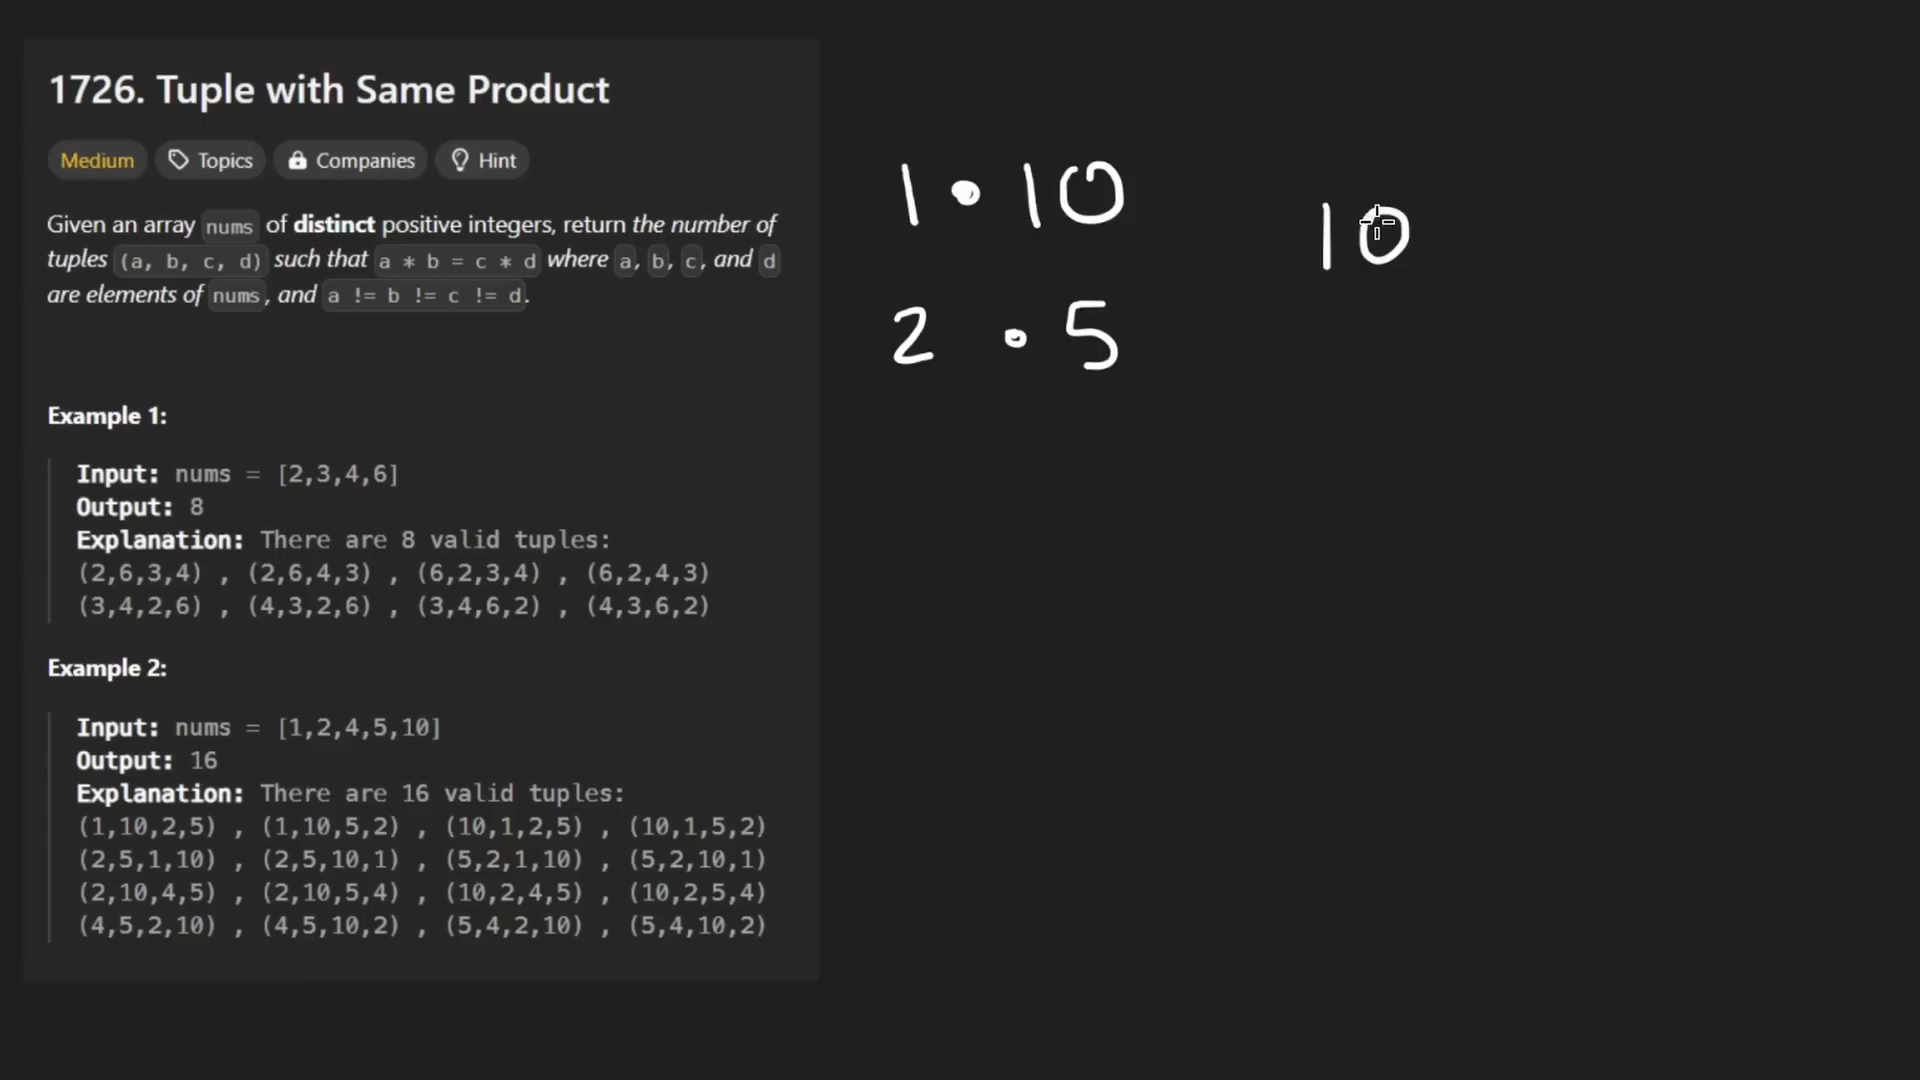 1726. Tuple with Same Product
Medium Topics Companies Hint
Given an array nums of distinct positive integers, return the number of
tuples (a, b, c, d) such that a * b = c * d where a, b, c, and d
are elements of nums, and a != b != c != d.
Example 1:
Input: nums = [2,3,4,6]
Output: 8
Explanation: There are 8 valid tuples:
(2,6,3,4) , (2,6,4,3) , (6,2,3,4) , (6,2,4,3)
(3,4,2,6) , (4,3,2,6) , (3,4,6,2) , (4,3,6,2)
Example 2:
Input: nums = [1,2,4,5,10]
Output: 16
Explanation: There are 16 valid tuples:
(1,10,2,5) , (1,10,5,2) , (10,1,2,5) , (10,1,5,2)
(2,5,1,10) , (2,5,10,1) , (5,2,1,10) , (5,2,10,1)
(2,10,4,5) , (2,10,5,4) , (10,2,4,5) , (10,2,5,4)
(4,5,2,10) , (4,5,10,2) , (5,4,2,10) , (5,4,10,2)
1 • 10
10
2 • 5